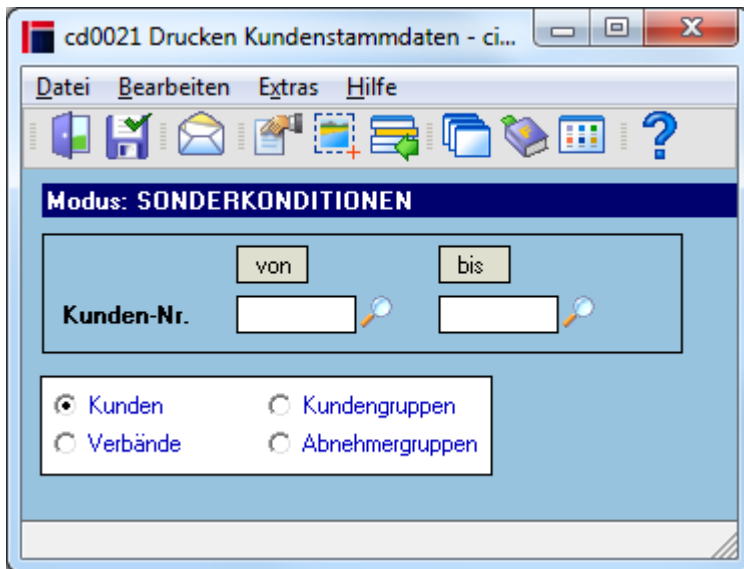 cd0021 Drucken Kundenstammdaten - ci...
Datei Bearbeiten Extras Hilfe
Modus: SONDERKONDITIONEN
von bis
Kunden-Nr.
Kunden Kundengruppen
Verbände Abnehmergruppen